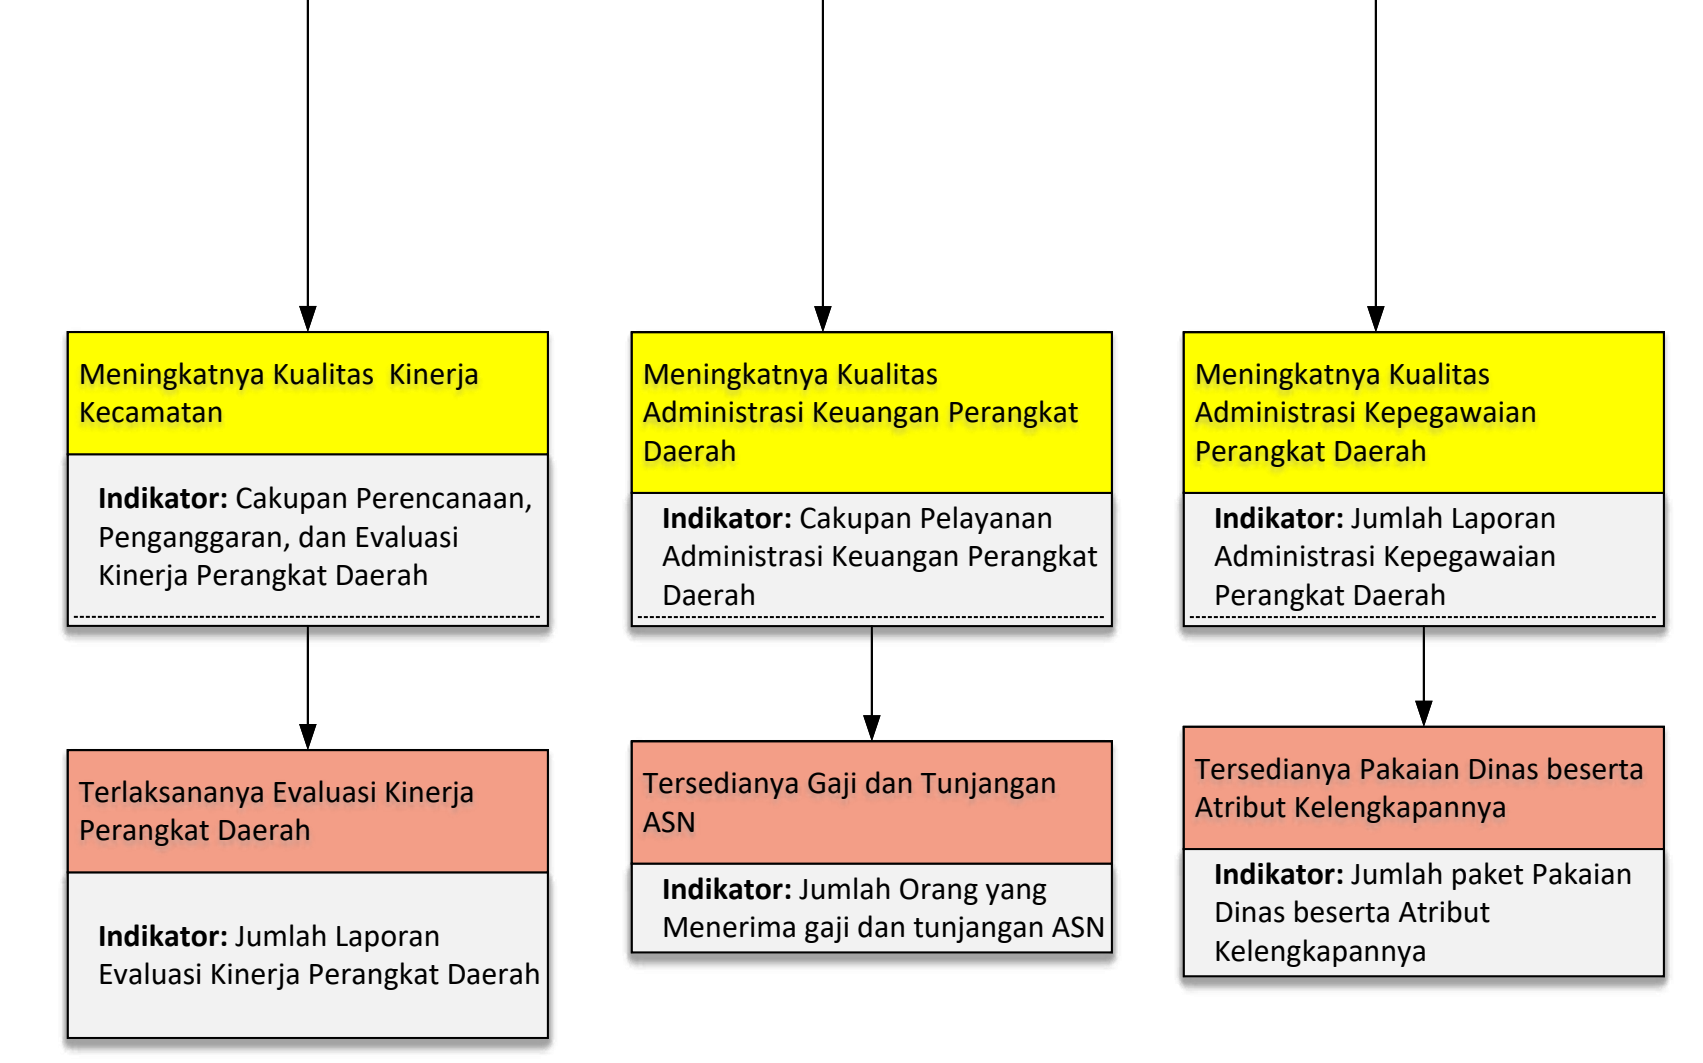 Meningkatnya Kualitas  Kinerja
Kecamatan
Indikator: Cakupan Perencanaan,
Penganggaran, dan Evaluasi
Kinerja Perangkat Daerah
Terlaksananya Evaluasi Kinerja
Perangkat Daerah
Indikator: Jumlah Laporan
Evaluasi Kinerja Perangkat Daerah
Meningkatnya Kualitas
Administrasi Keuangan Perangkat
Daerah
Indikator: Cakupan Pelayanan
Administrasi Keuangan Perangkat
Daerah
Tersedianya Gaji dan Tunjangan
ASN
Indikator: Jumlah Orang yang
Menerima gaji dan tunjangan ASN
Meningkatnya Kualitas
Administrasi Kepegawaian
Perangkat Daerah
Indikator: Jumlah Laporan
Administrasi Kepegawaian
Perangkat Daerah
Tersedianya Pakaian Dinas beserta
Atribut Kelengkapannya
Indikator: Jumlah paket Pakaian
Dinas beserta Atribut
Kelengkapannya